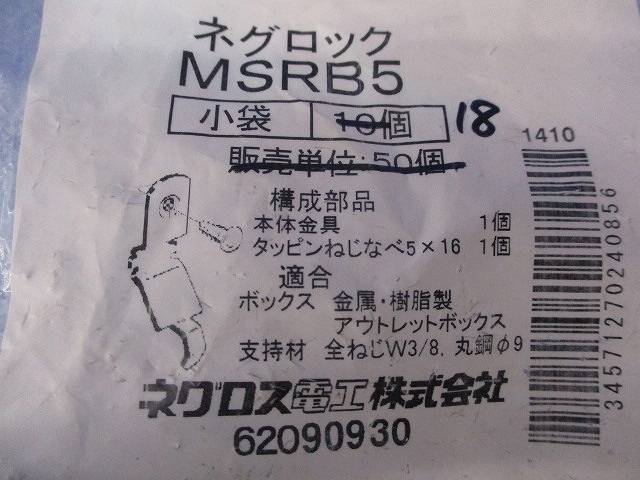 ネグロック
MSRB5
小袋 10個 18
販売単位:50個
1410
構成部品
本体金具 1個
タッピンねじなべ5×16 1個
適合
ボックス 金属・樹脂製
アウトレットボックス
支持材 全ねじW3/8，丸鋼φ9
ネグロス電工株式会社
62090930
3457127024085​6